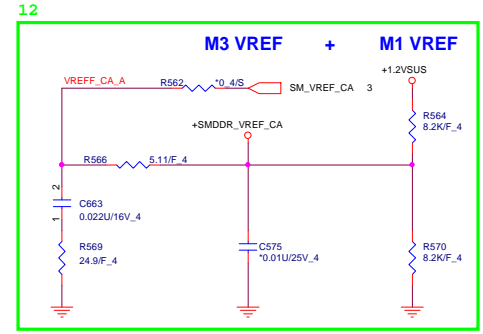 12
M3 VREF + M1 VREF
+1.2VSUS
VREFF_CA_A R562 *0_4/S SM_VREF_CA 3
+SMDDR_VREF_CA
R564
8.2K/F_4
R566 5.11/F_4
2
C663
0.022U/16V_4
1
R569
24.9/F_4
C575
*0.01U/25V_4
R570
8.2K/F_4